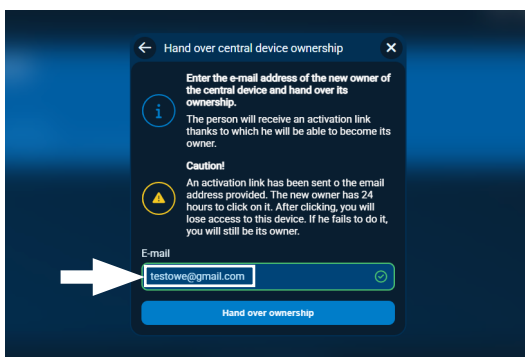 Hand over central device ownership
Enter the e-mail address of the new owner of
the central device and hand over its
ownership.
The person will receive an activation link
thanks to which he will be able to become its
owner.
Caution!
An activation link has been sent o the email
address provided. The new owner has 24
hours to click on it. After clicking, you will
lose access to this device. If he fails to do it,
you will still be its owner.
E-mail
testowe@gmail.com
Hand over ownership